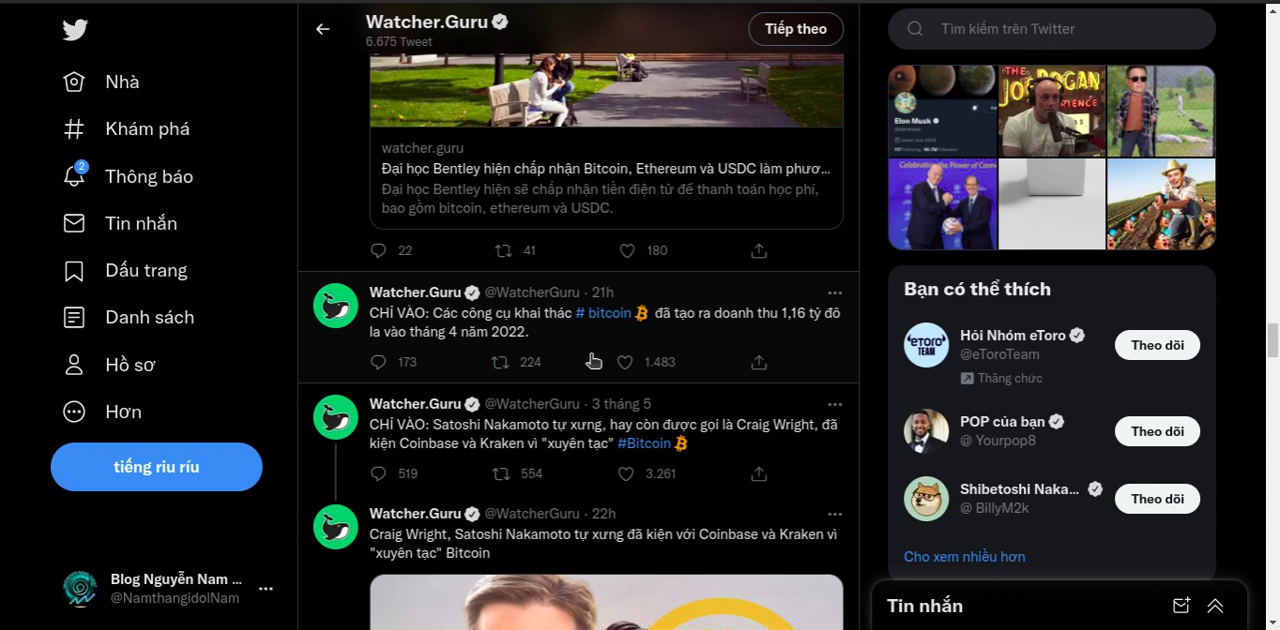 Nhà
Khám phá
2
Thông báo
Tin nhắn
Dấu trang
Danh sách
Hồ sơ
Hơn
tiếng ríu ríu
Blog Nguyễn Nam ...
@NamthangidolNam
Watcher.Guru
6.675 Tweet
Tiếp theo
watcher.guru
Đại học Bentley hiện chấp nhận Bitcoin, Ethereum và USDC làm phươ...
Đại học Bentley hiện sẽ chấp nhận tiền điện tử để thanh toán học phí,
bao gồm bitcoin, ethereum và USDC.
22 41 180
Watcher.Guru @WatcherGuru · 21h
CHỈ VÀO: Các công cụ khai thác # bitcoin đã tạo ra doanh thu 1,16 tỷ đô
la vào tháng 4 năm 2022.
173 224 1.483
Watcher.Guru @WatcherGuru · 3 tháng 5
CHỈ VÀO: Satoshi Nakamoto tự xưng, hay còn được gọi là Craig Wright, đã
kiện Coinbase và Kraken vì "xuyên tạc" #Bitcoin
519 554 3.261
Watcher.Guru @WatcherGuru · 22h
Craig Wright, Satoshi Nakamoto tự xưng đã kiện với Coinbase và Kraken vì
"xuyên tạc" Bitcoin
Tìm kiếm trên Twitter
Elon Musk
THE
JOE ROGAN
Bạn có thể thích
eToro TEAM
Hỏi Nhóm eToro
@eToroTeam
Thăng chức
Theo dõi
POP của bạn
@ Yourpop8
Theo dõi
Shibetoshi Naka...
@ BillyM2k
Theo dõi
Cho xem nhiều hơn
Tin nhắn